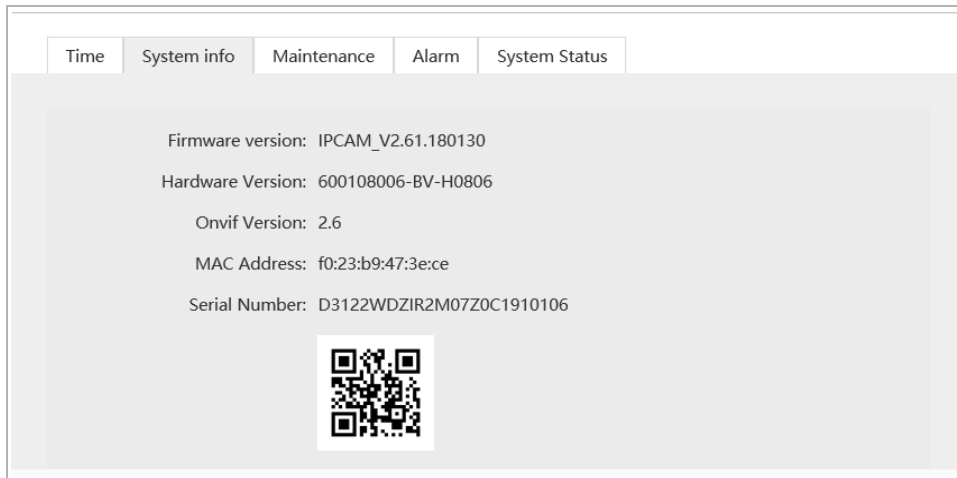 Time System info Maintenance Alarm System Status
Firmware version: IPCAM_V2.61.180130
Hardware Version: 600108006-BV-H0806
Onvif Version: 2.6
MAC Address: f0:23:b9:47:3e:ce
Serial Number: D3122WDZIR2M07Z0C1910106